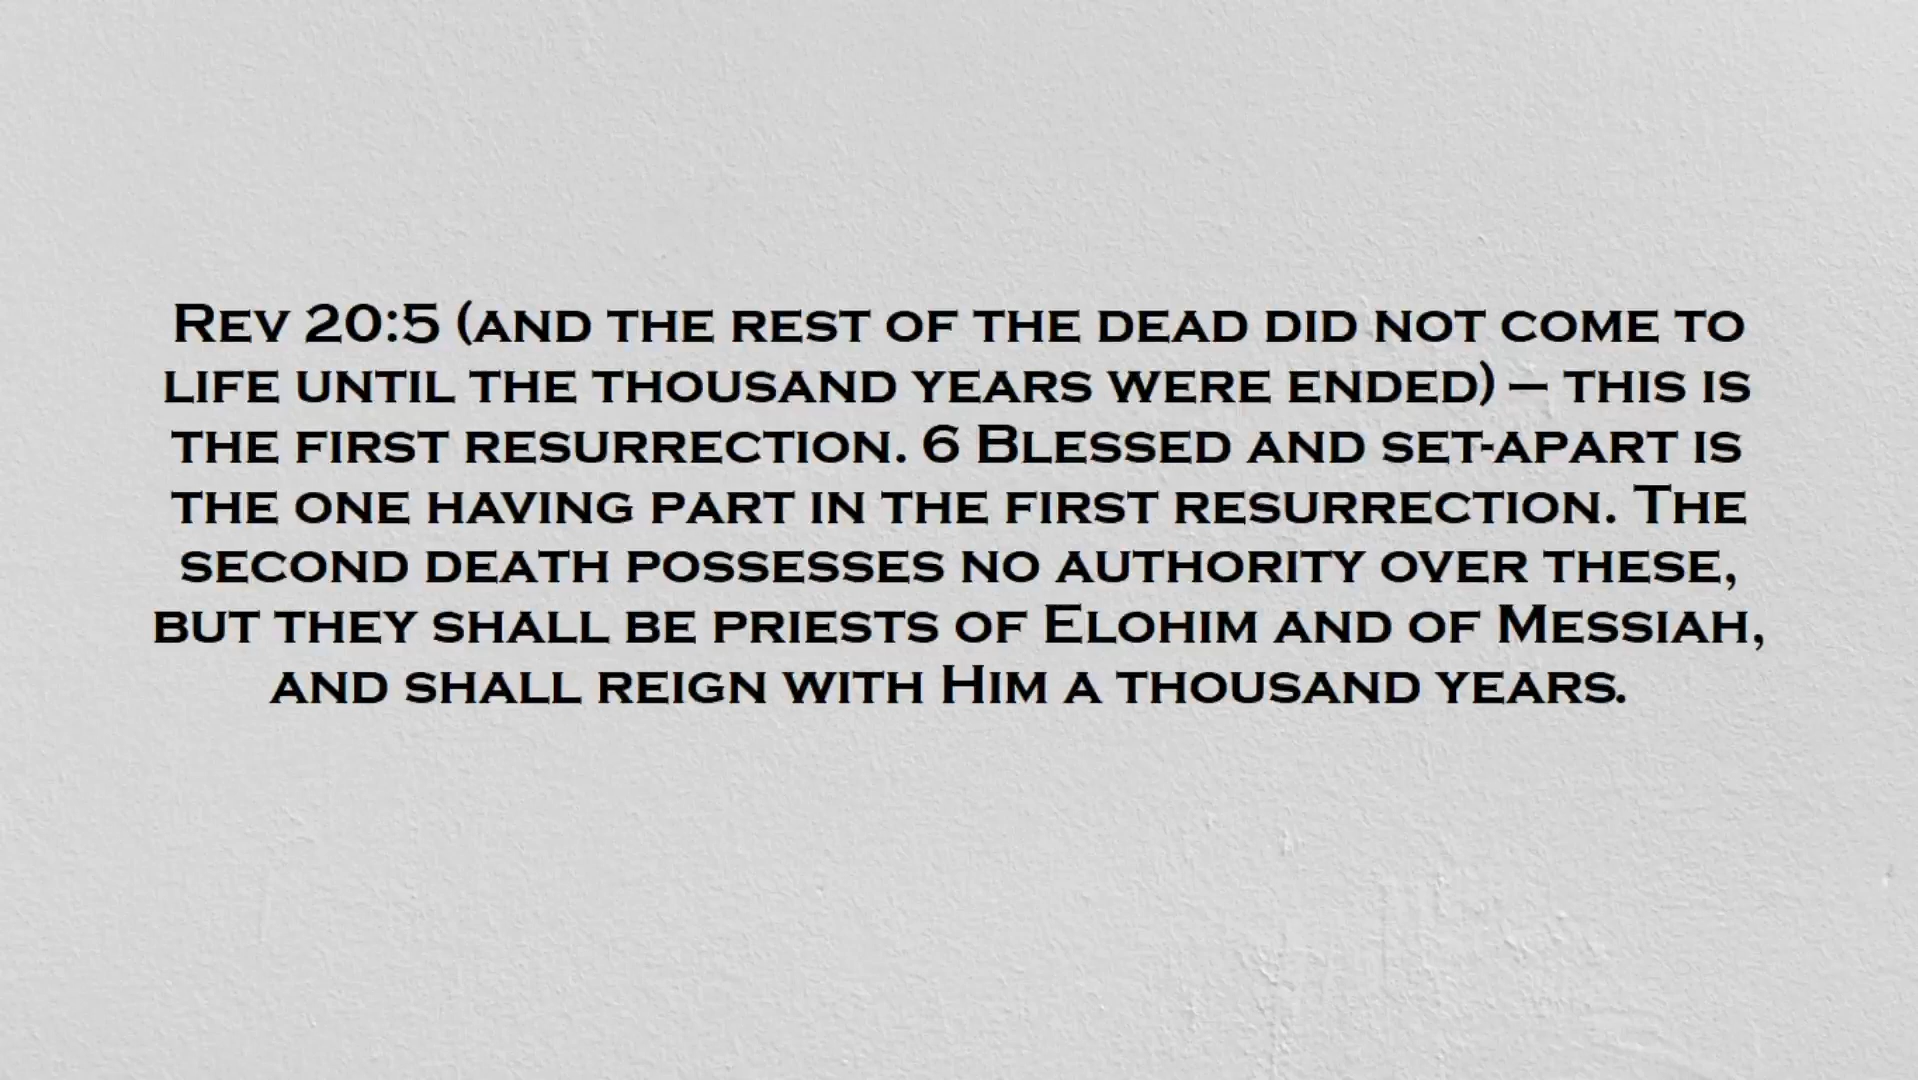 Rev 20:5 (and the rest of the dead did not come to
life until the thousand years were ended) – this is
the first resurrection. 6 Blessed and set-apart is
the one having part in the first resurrection. The
second death possesses no authority over these,
but they shall be priests of Elohim and of Messiah,
and shall reign with Him a thousand years.